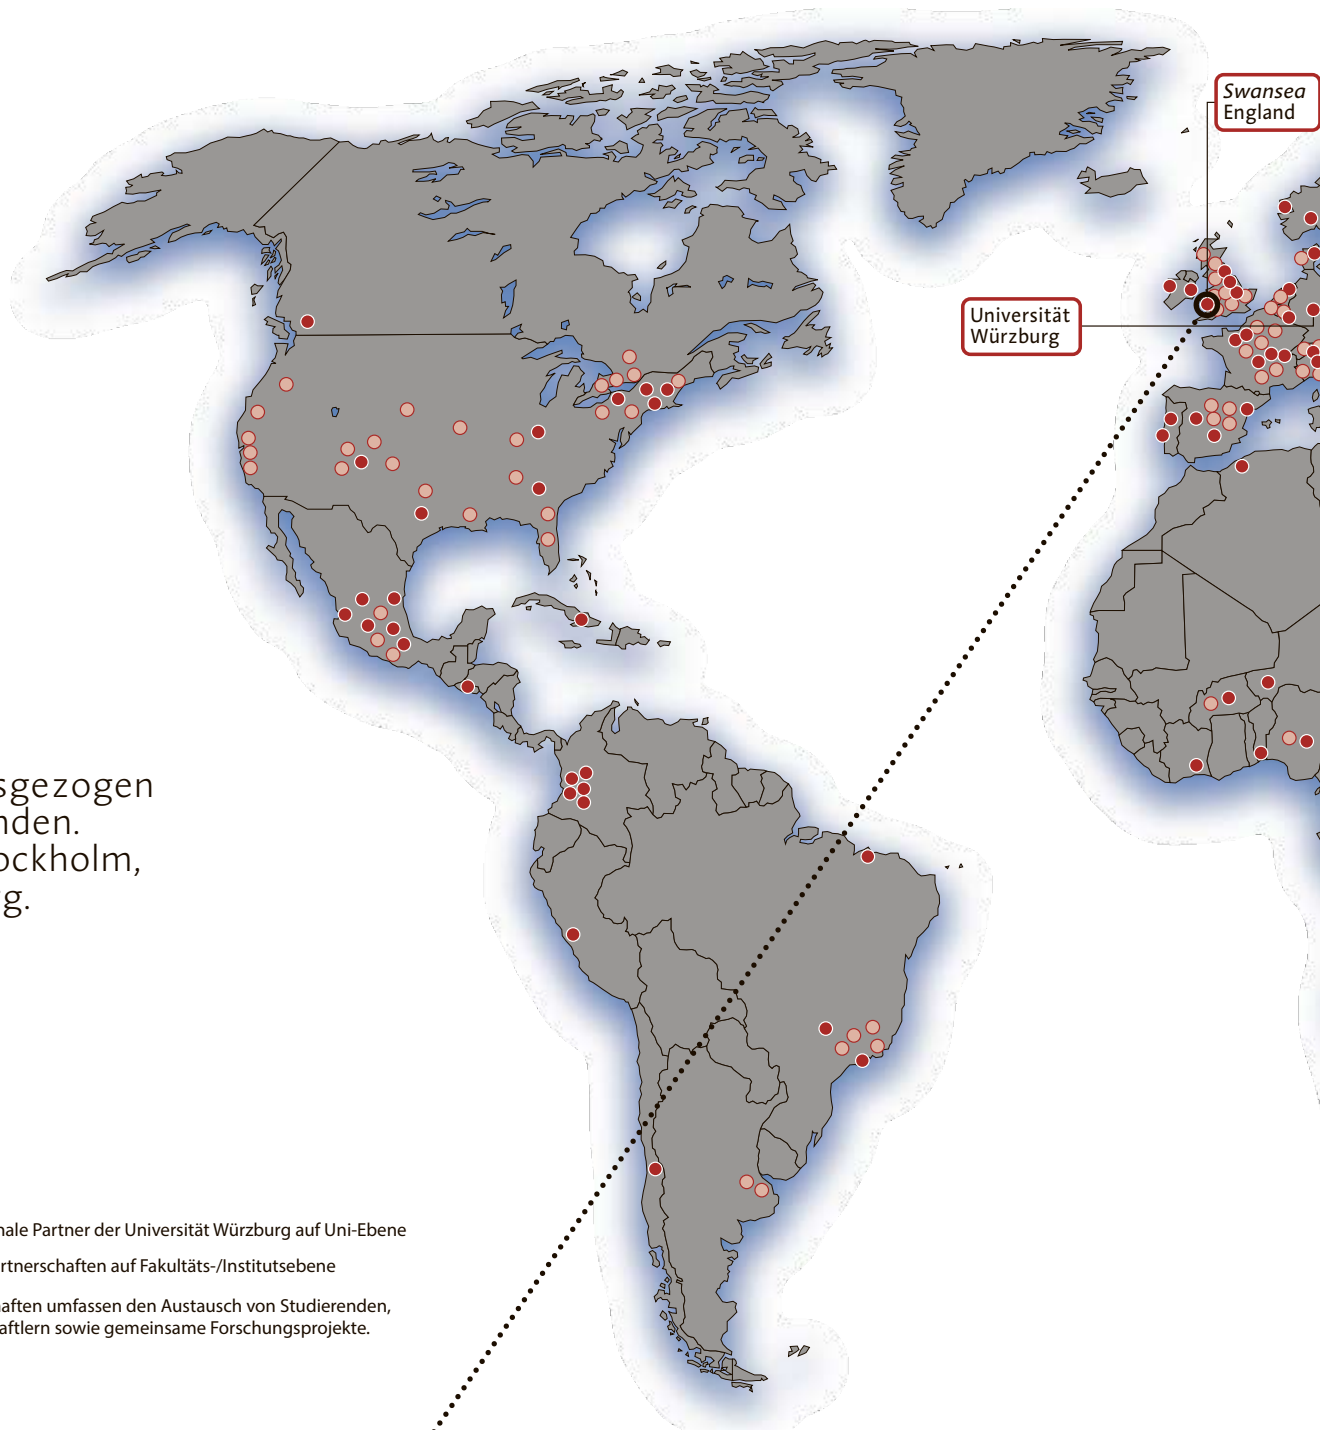 Swansea
England
Universität
Würzburg
sgezogen
nden.
ockholm,
g.
nale Partner der Universität Würzburg auf Uni-Ebene
rtnerschaften auf Fakultäts-/Institutsebene
haften umfassen den Austausch von Studierenden,
aftlern sowie gemeinsame Forschungsprojekte.